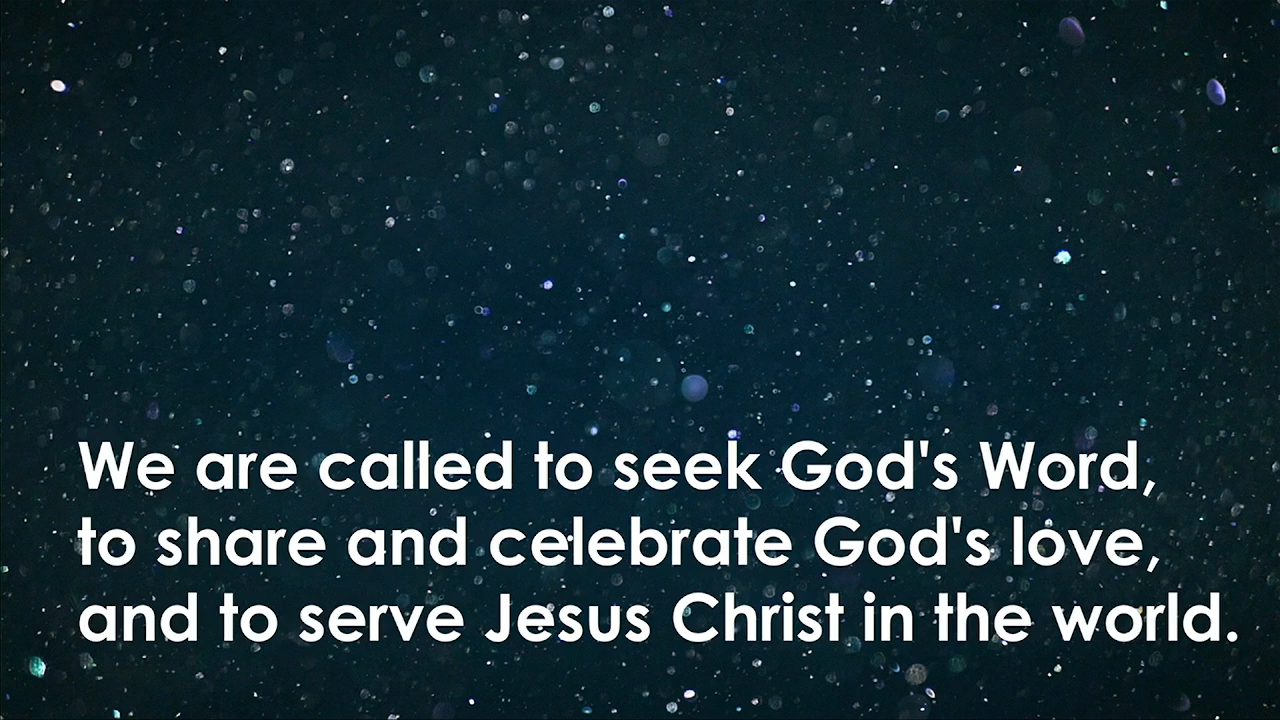 We are called to seek God's Word,
to share and celebrate God's love,
and to serve Jesus Christ in the world.